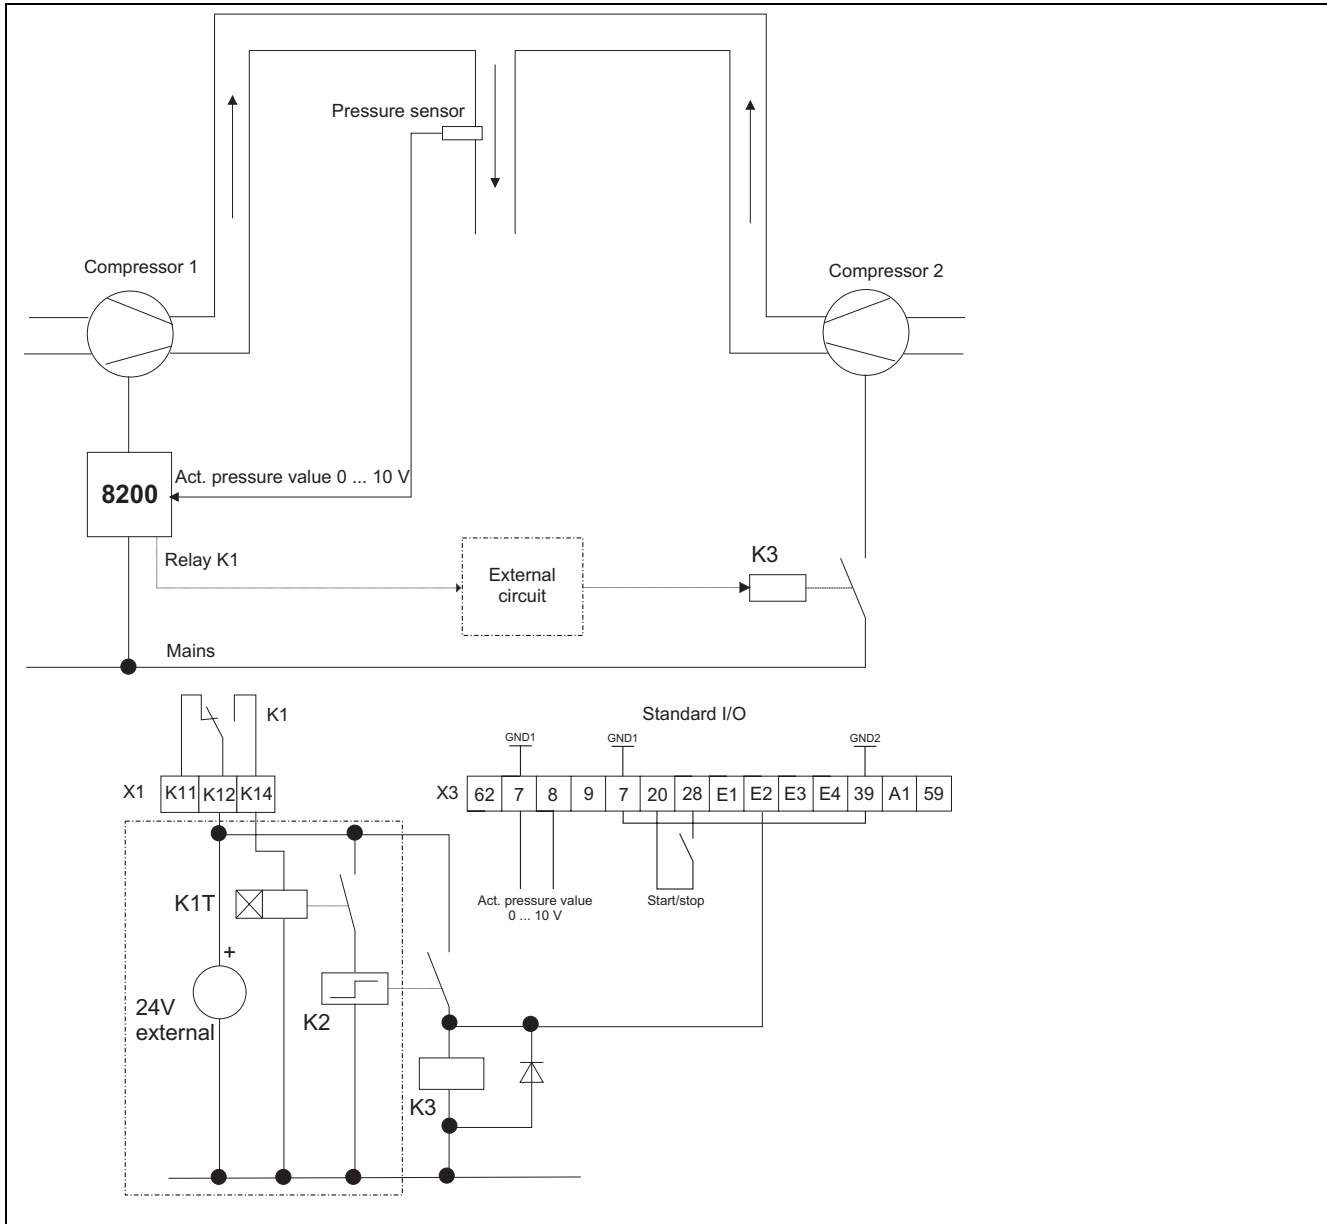 Pressure sensor
Compressor 1
Compressor 2
8200
Act. pressure value 0 ... 10 V
Relay K1
External
circuit
K3
Mains
K1
Standard I/O
GND1
GND1
GND2
X1
K11 K12 K14
X3
62 7 8 9 7 20 28 E1 E2 E3 E4 39 A1 59
K1T
Act. pressure value
0 ... 10 V
Start/stop
+
24V
external
K2
K3